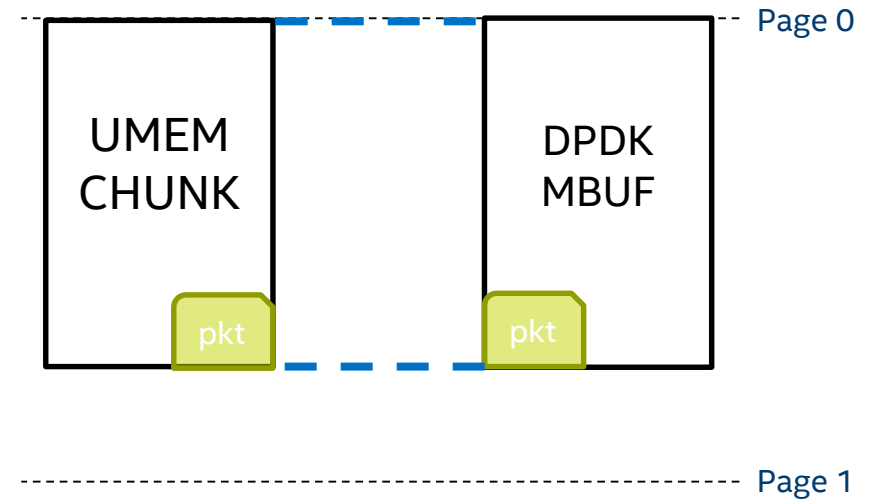 Page 0
UMEM
CHUNK
DPDK
MBUF
pkt
pkt
Page 1